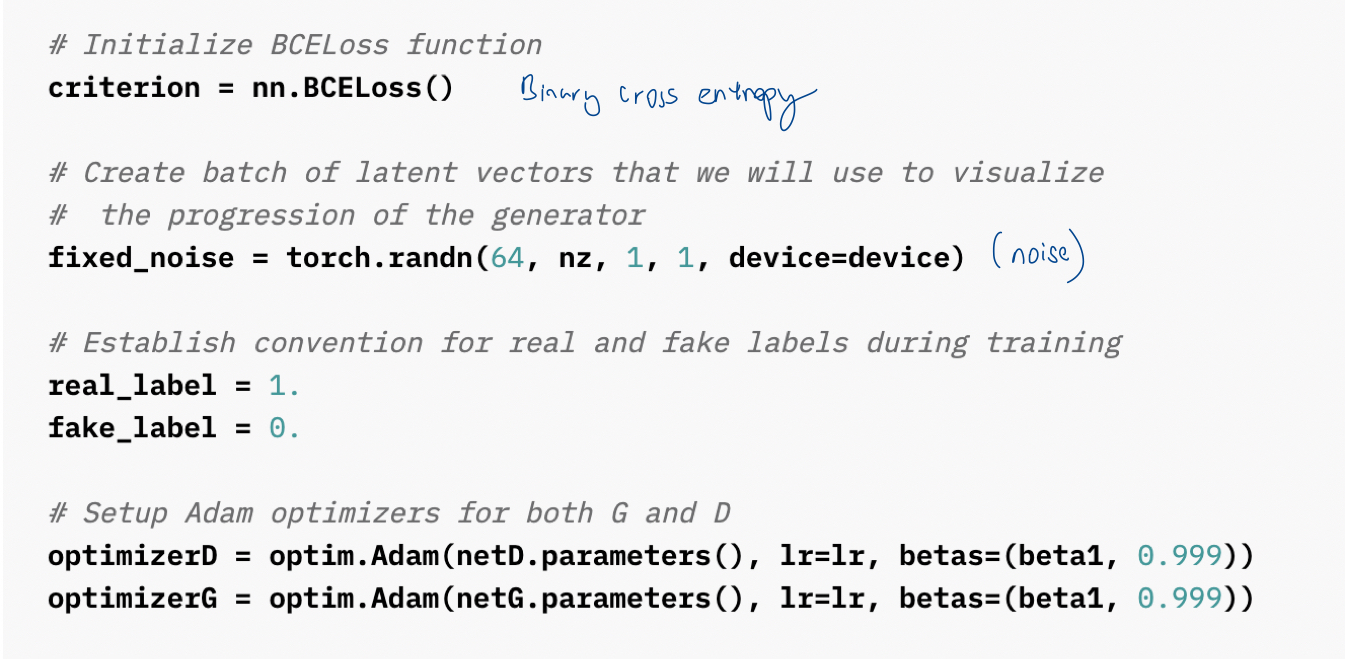 # Initialize BCELoss function
criterion = nn.BCELoss() Binary cross entropy
# Create batch of latent vectors that we will use to visualize
#  the progression of the generator
fixed_noise = torch.randn(64, nz, 1, 1, device=device) (noise)
# Establish convention for real and fake labels during training
real_label = 1.
fake_label = 0.
# Setup Adam optimizers for both G and D
optimizerD = optim.Adam(netD.parameters(), lr=lr, betas=(beta1, 0.999))
optimizerG = optim.Adam(netG.parameters(), lr=lr, betas=(beta1, 0.999))